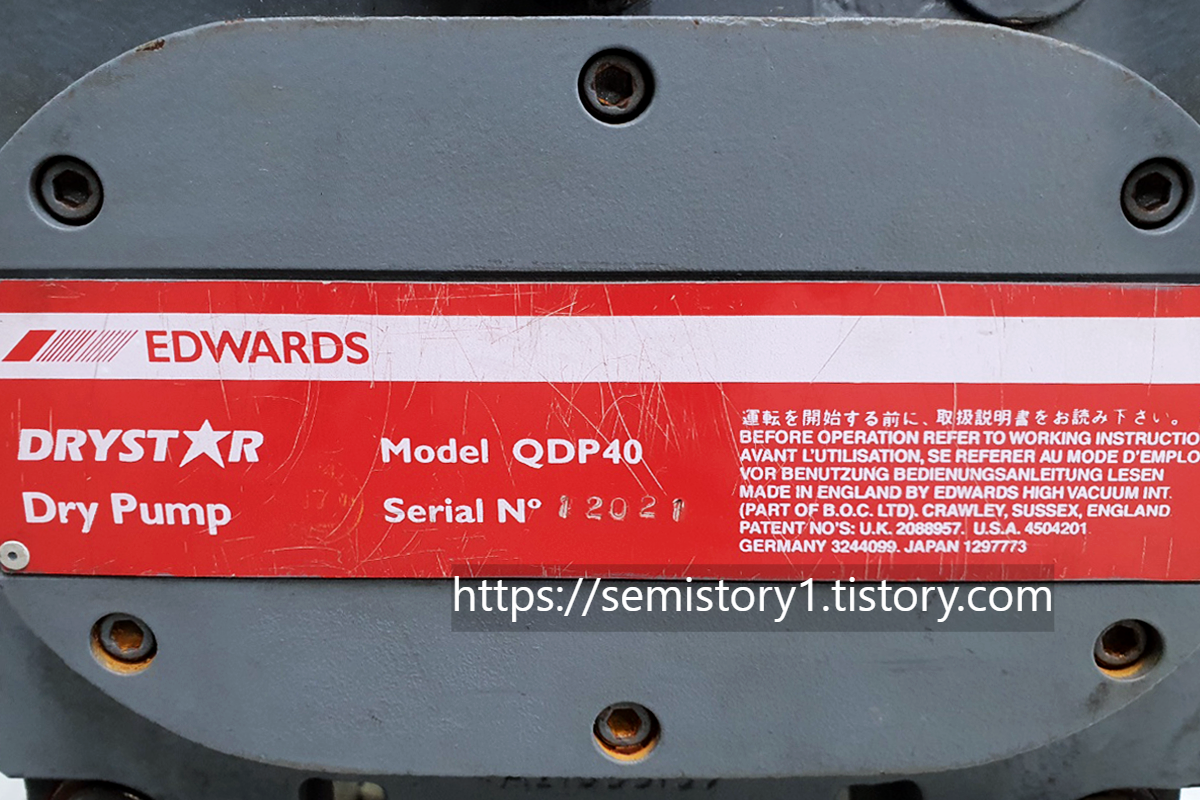 EDWARDS
DRYST★R
Dry Pump
Model QDP40
Serial Nº 12021
運転を開始する前に、取扱説明書をお読み下さい。
BEFORE OPERATION REFER TO WORKING INSTRUCTIO
AVANT L'UTILISATION, SE REFERER AU MODE D'EMPLO
VOR BENUTZUNG BEDIENUNGSANLEITUNG LESEN
MADE IN ENGLAND BY EDWARDS HIGH VACUUM INT.
(PART OF B.O.C. LTD). CRAWLEY, SUSSEX, ENGLAND
PATENT NO'S: U.K. 2088957. U.S.A. 4504201
GERMANY 3244099. JAPAN 1297773
https://semistory1.tistory.com